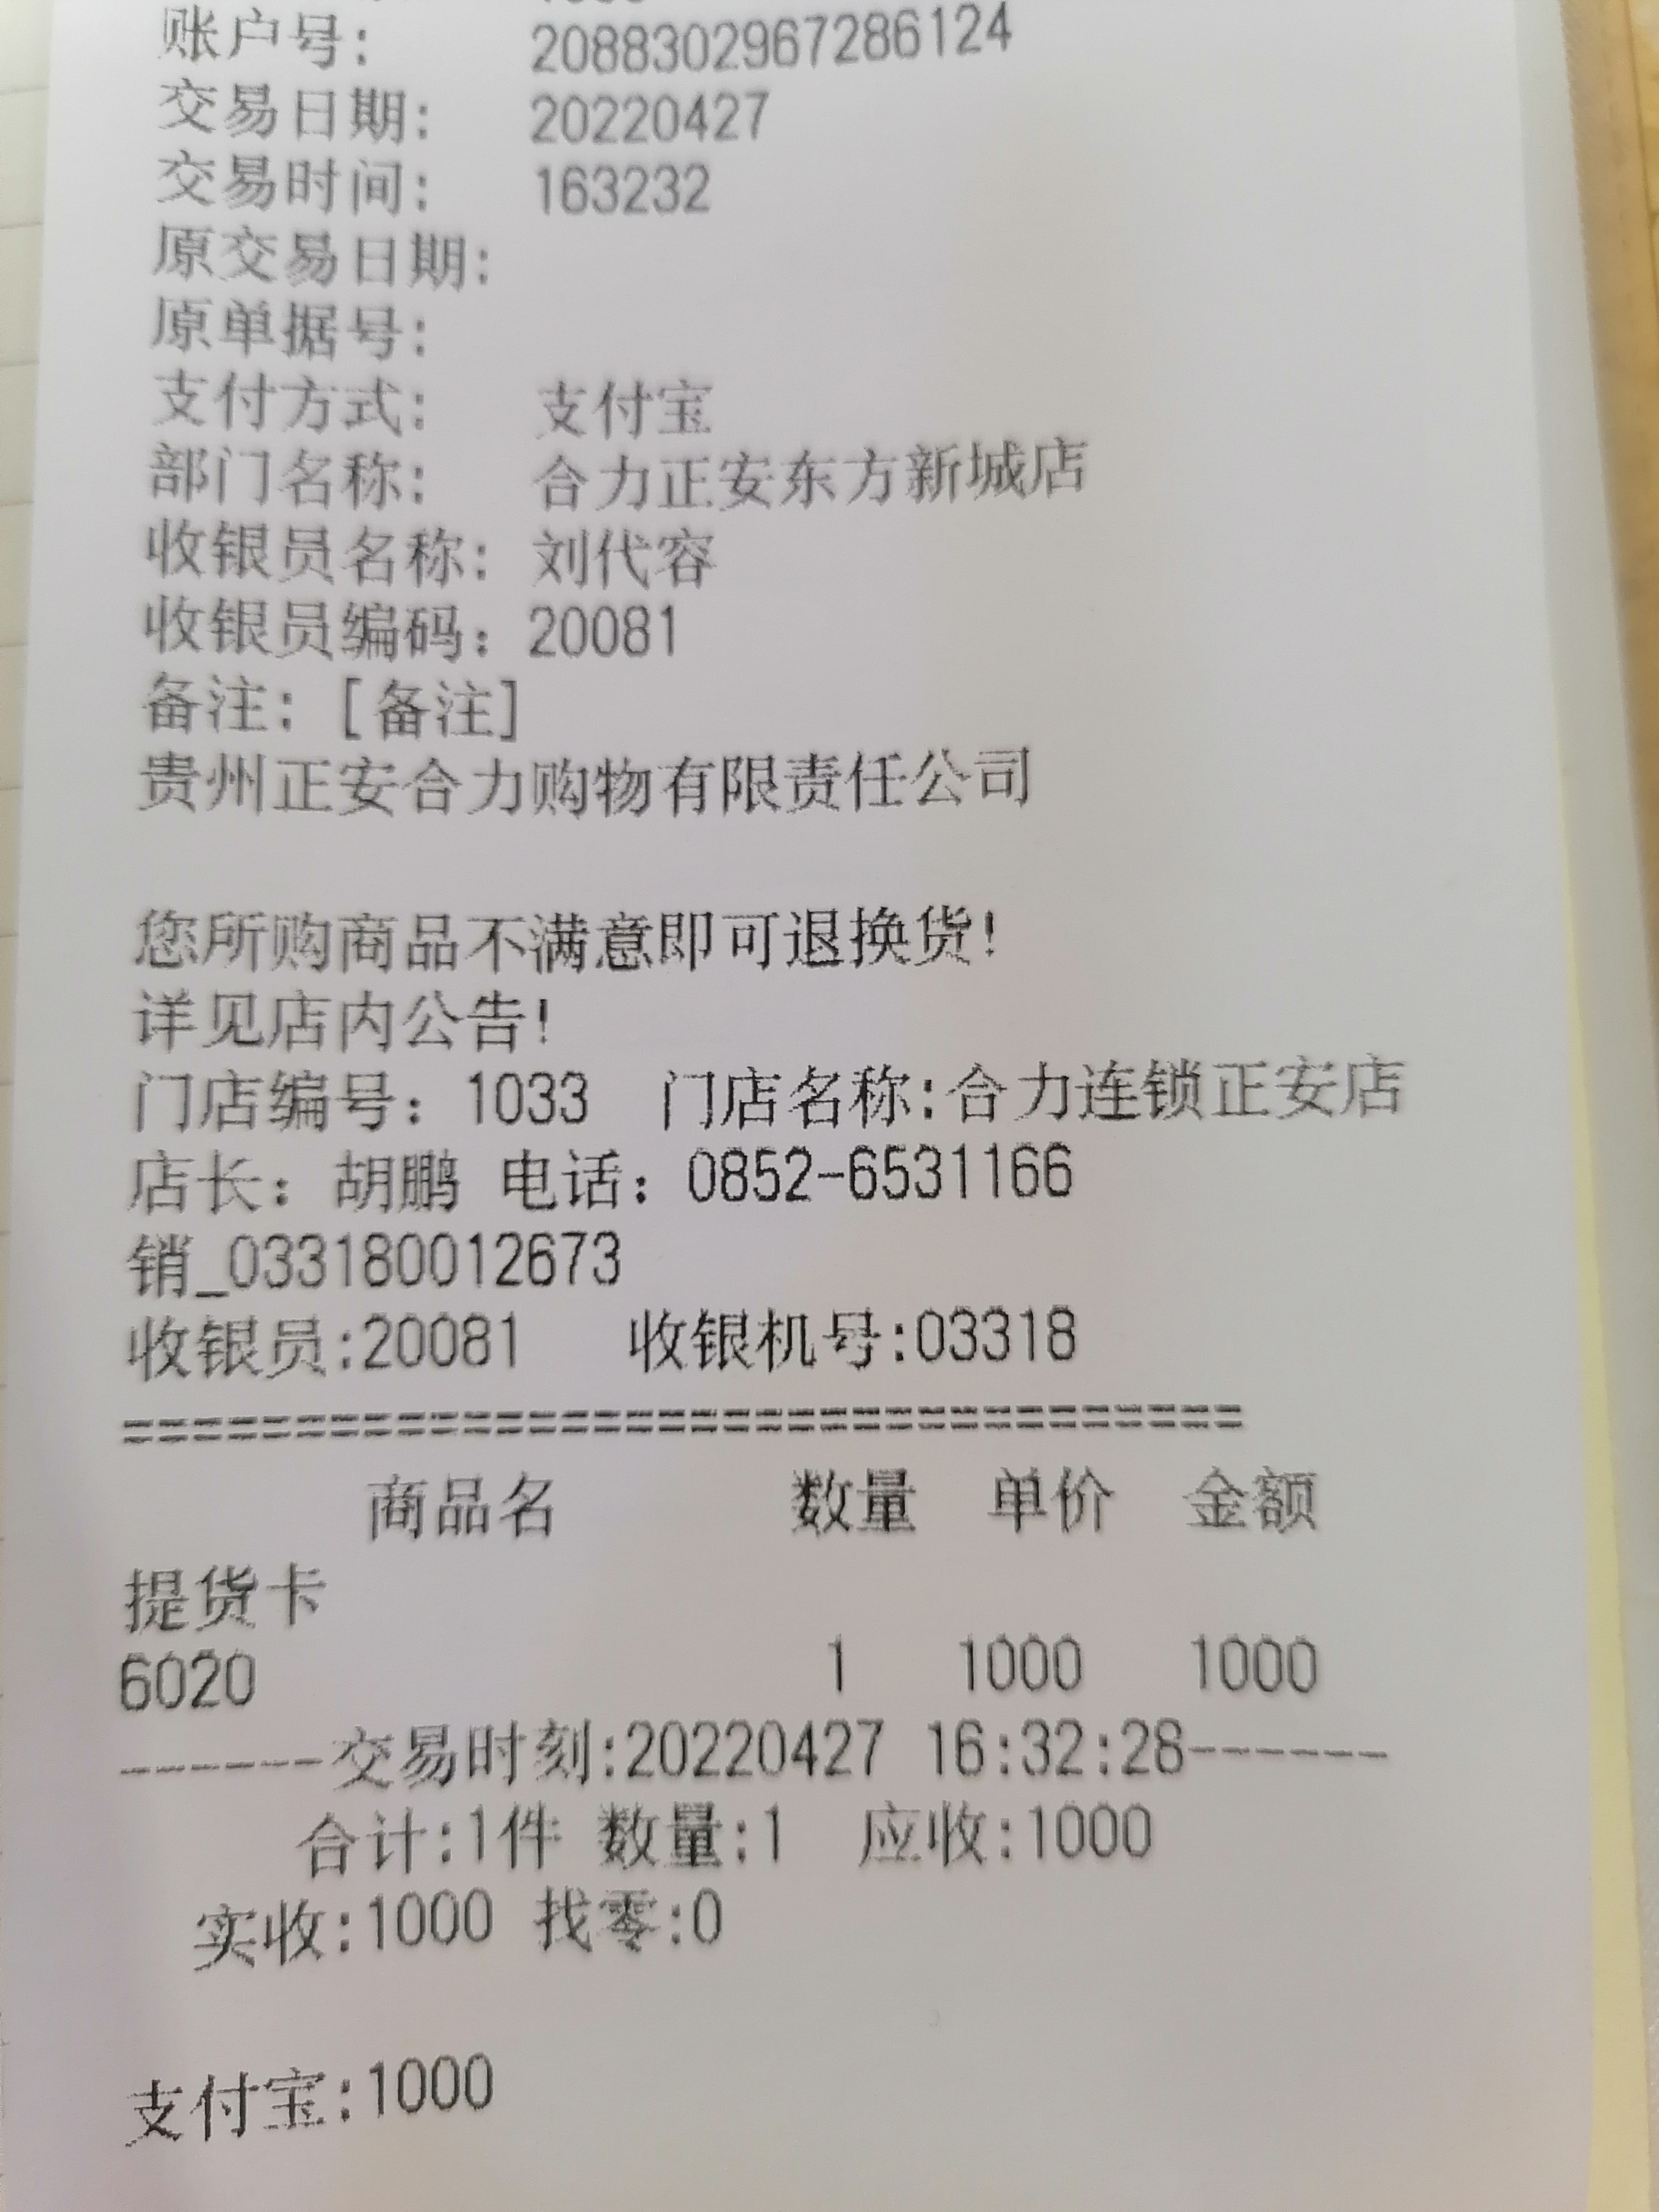 账户号: 2088302967286124
交易日期: 20220427
交易时间: 163232
原交易日期:
原单据号:
支付方式: 支付宝
部门名称: 合力正安东方新城店
收银员名称: 刘代容
收银员编码: 20081
备注: [备注]
贵州正安合力购物有限责任公司
您所购商品不满意即可退换货!
详见店内公告!
门店编号: 1033 门店名称:合力连锁正安店
店长: 胡鹏 电话: 0852-6531166
销_033180012673
收银员:20081 收银机号:03318
==================================
商品名 数量 单价 金额
提货卡
6020 1 1000 1000
------交易时刻:20220427 16:32:28------
合计:1件 数量:1 应收:1000
实收:1000 找零:0
支付宝:1000